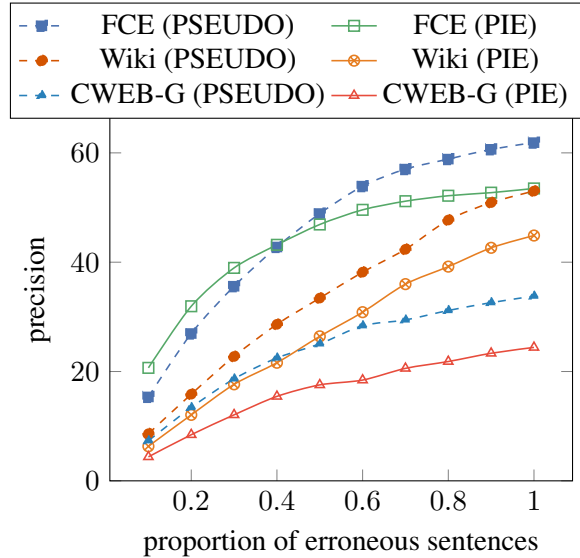 FCE (PSEUDO) FCE (PIE)
Wiki (PSEUDO) Wiki (PIE)
CWEB-G (PSEUDO) CWEB-G (PIE)
60
40
20
0
precision
0.2 0.4 0.6 0.8 1
proportion of erroneous sentences